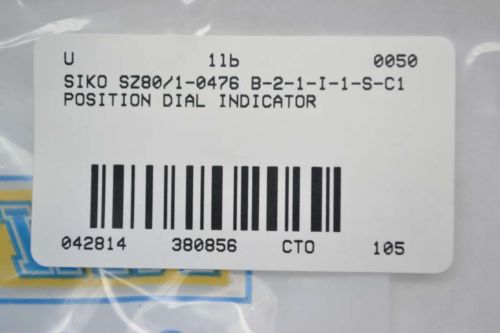 U 1lb 0050
SIKO SZ80/1-0476 B-2-1-I-1-S-C1
POSITION DIAL INDICATOR
042814 380856 CTO 105